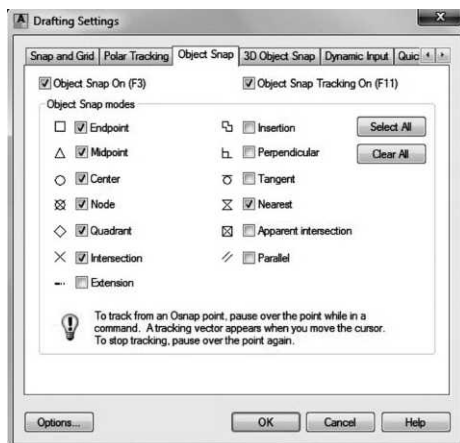 Drafting Settings
Snap and Grid Polar Tracking Object Snap 3D Object Snap Dynamic Input Quic
Object Snap On (F3) Object Snap Tracking On (F11)
Object Snap modes
Endpoint Insertion Select All
Midpoint Perpendicular Clear All
Center Tangent
Node Nearest
Quadrant Apparent intersection
Intersection Parallel
Extension
To track from an Osnap point, pause over the point while in a
command. A tracking vector appears when you move the cursor.
To stop tracking, pause over the point again.
Options... OK Cancel Help